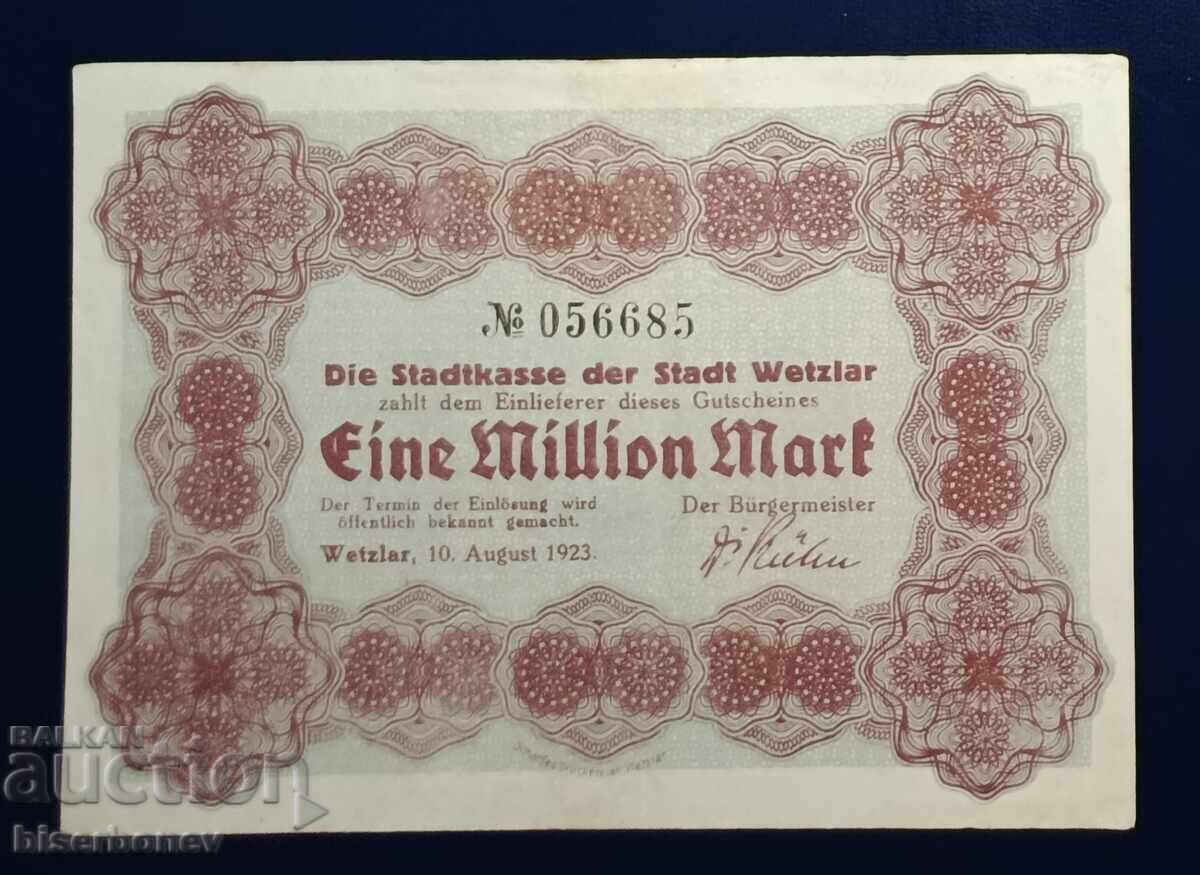 № 056685
Die Stadtkasse der Stadt Wetzlar
zahlt dem Einlieferer dieses Gutscheines
Eine Million Mark
Der Termin der Einlösung wird
öffentlich bekannt gemacht.
Wetzlar, 10. August 1923.
Der Bürgermeister
Wetzlar
BALKAN
auction
biserbonev